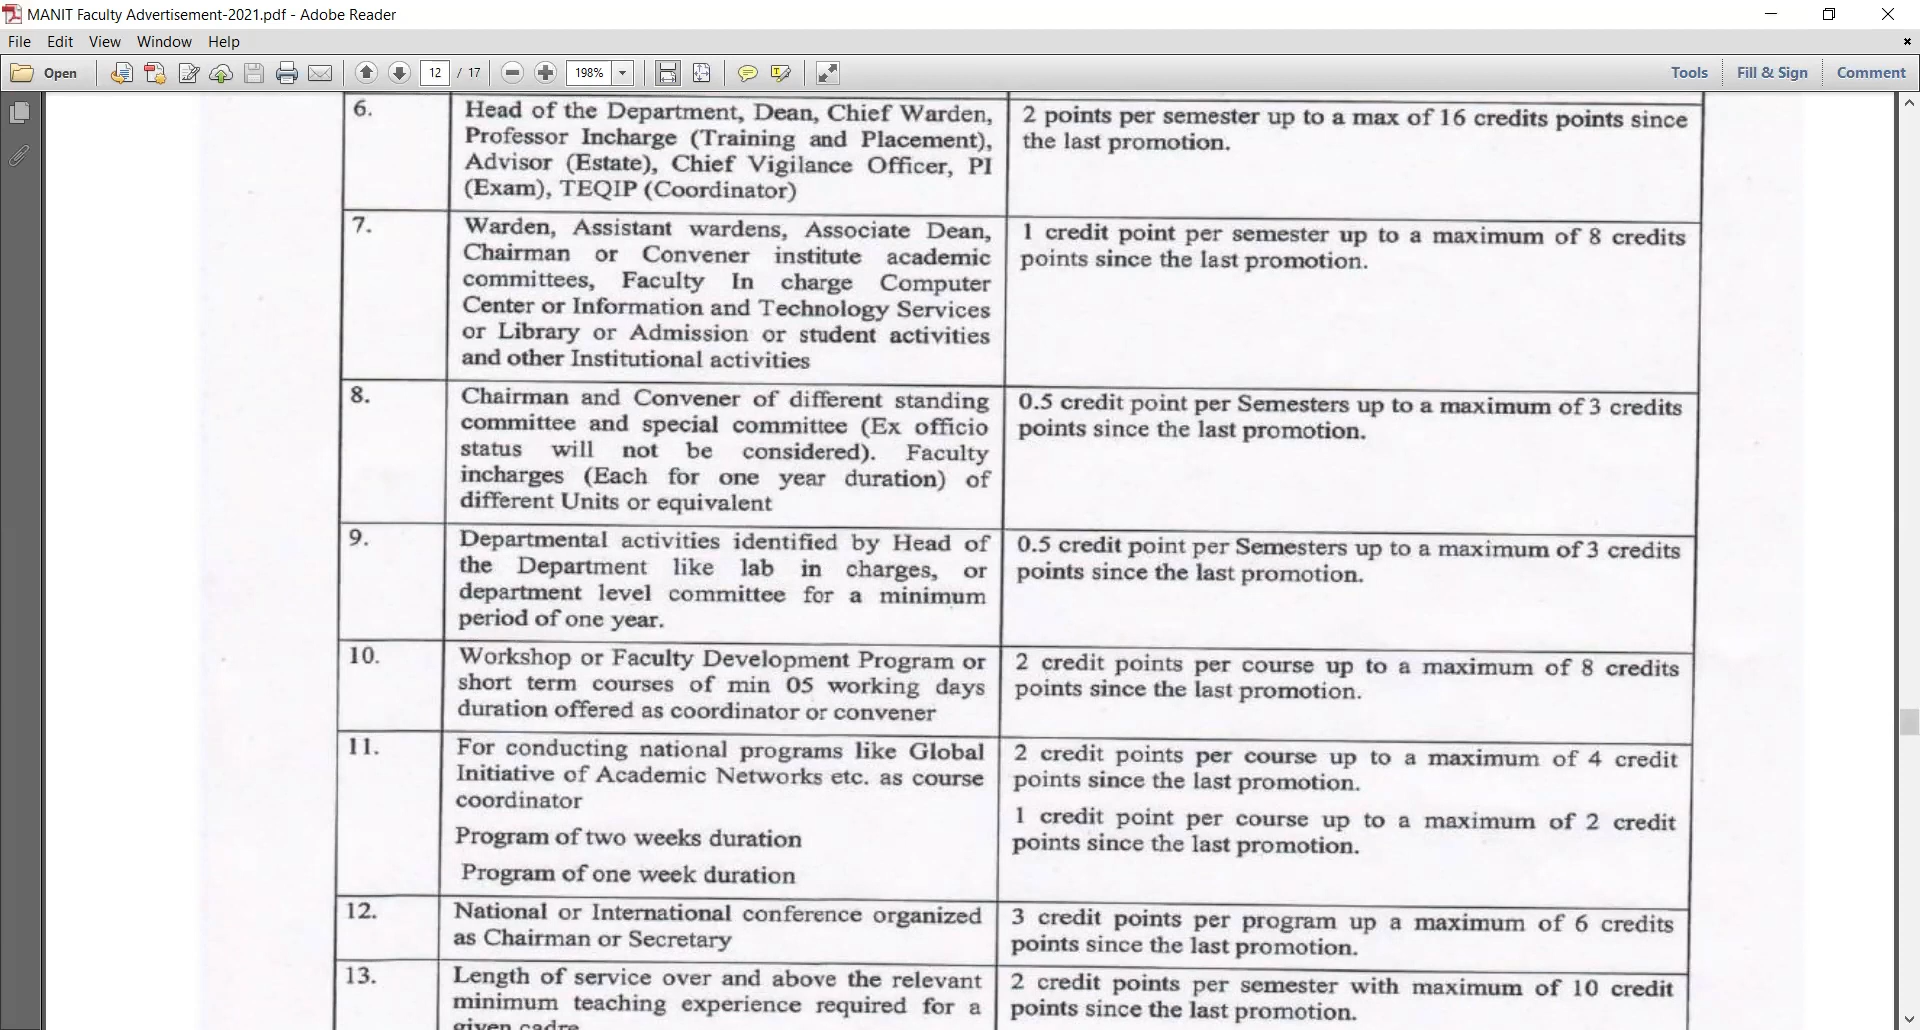 MANIT Faculty Advertisement-2021.pdf - Adobe Reader
File Edit View Window Help
Open 12 / 17 198% Tools Fill & Sign Comment
6. Head of the Department, Dean, Chief Warden,
Professor Incharge (Training and Placement),
Advisor (Estate), Chief Vigilance Officer, PI
(Exam), TEQIP (Coordinator)
2 points per semester up to a max of 16 credits points since
the last promotion.
7. Warden, Assistant wardens, Associate Dean,
Chairman or Convener institute academic
committees, Faculty In charge Computer
Center or Information and Technology Services
or Library or Admission or student activities
and other Institutional activities
1 credit point per semester up to a maximum of 8 credits
points since the last promotion.
8. Chairman and Convener of different standing
committee and special committee (Ex officio
status will not be considered). Faculty
incharges (Each for one year duration) of
different Units or equivalent
0.5 credit point per Semesters up to a maximum of 3 credits
points since the last promotion.
9. Departmental activities identified by Head of
the Department like lab in charges, or
department level committee for a minimum
period of one year.
0.5 credit point per Semesters up to a maximum of 3 credits
points since the last promotion.
10. Workshop or Faculty Development Program or
short term courses of min 05 working days
duration offered as coordinator or convener
2 credit points per course up to a maximum of 8 credits
points since the last promotion.
11. For conducting national programs like Global
Initiative of Academic Networks etc. as course
coordinator
Program of two weeks duration
Program of one week duration
2 credit points per course up to a maximum of 4 credit
points since the last promotion.
1 credit point per course up to a maximum of 2 credit
points since the last promotion.
12. National or International conference organized
as Chairman or Secretary
3 credit points per program up a maximum of 6 credits
points since the last promotion.
13. Length of service over and above the relevant
minimum teaching experience required for a
given cadre
2 credit points per semester with maximum of 10 credit
points since the last promotion.